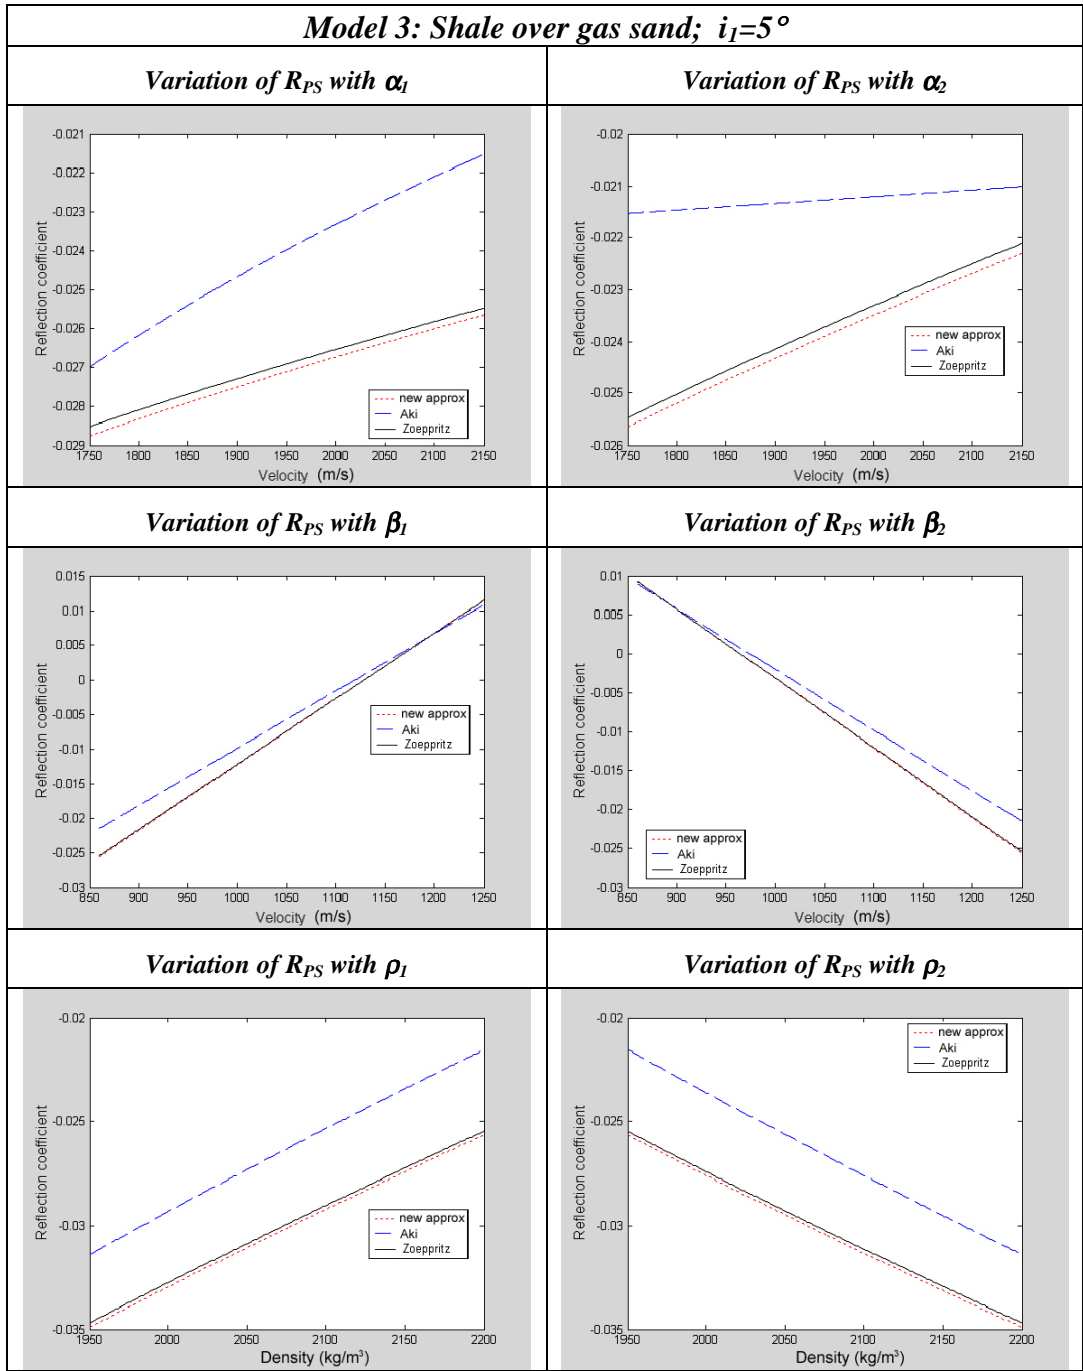 Model 3: Shale over gas sand; i1=5°
Variation of RPS with α1
Variation of RPS with α2
-0.021
-0.022
-0.023
-0.024
-0.025
-0.026
-0.027
-0.028
-0.029
Reflection coefficient
new approx
Aki
Zoeppritz
1750 1800 1850 1900 1950 2000 2050 2100 2150
Velocity (m/s)
-0.02
-0.021
-0.022
-0.023
-0.024
-0.025
-0.026
Reflection coefficient
new approx
Aki
Zoeppritz
1750 1800 1850 1900 1950 2000 2050 2100 2150
Velocity (m/s)
Variation of RPS with β1
Variation of RPS with β2
0.015
0.01
0.005
0
-0.005
-0.01
-0.015
-0.02
-0.025
-0.03
Reflection coefficient
new approx
Aki
Zoeppritz
850 900 950 1000 1050 1100 1150 1200 1250
Velocity (m/s)
0.01
0.005
0
-0.005
-0.01
-0.015
-0.02
-0.025
-0.03
Reflection coefficient
new approx
Aki
Zoeppritz
850 900 950 1000 1050 1100 1150 1200 1250
Velocity (m/s)
Variation of RPS with ρ1
Variation of RPS with ρ2
-0.02
-0.025
-0.03
-0.035
Reflection coefficient
new approx
Aki
Zoeppritz
1950 2000 2050 2100 2150 2200
Density (kg/m³)
-0.02
-0.025
-0.03
-0.035
Reflection coefficient
new approx
Aki
Zoeppritz
1950 2000 2050 2100 2150 2200
Density (kg/m³)